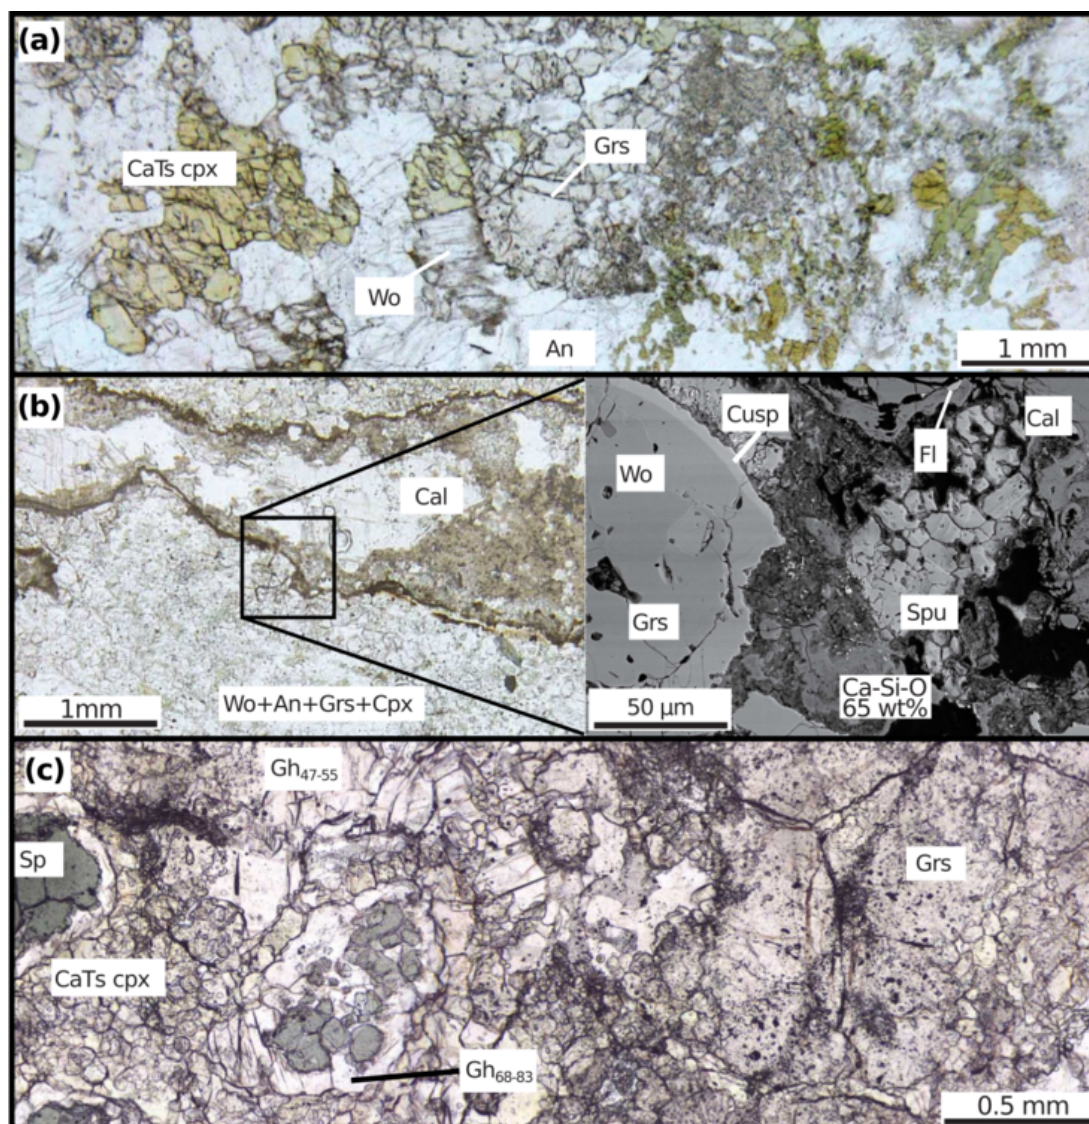 (a)
CaTs cpx
Grs
Wo
An
1 mm
(b)
Cal
Wo+An+Grs+Cpx
1mm
Cusp
Wo
Fl
Cal
Grs
Spu
Ca-Si-O
65 wt%
50 µm
(c)
Gh47-55
Sp
Grs
CaTs cpx
Gh68-83
0.5 mm